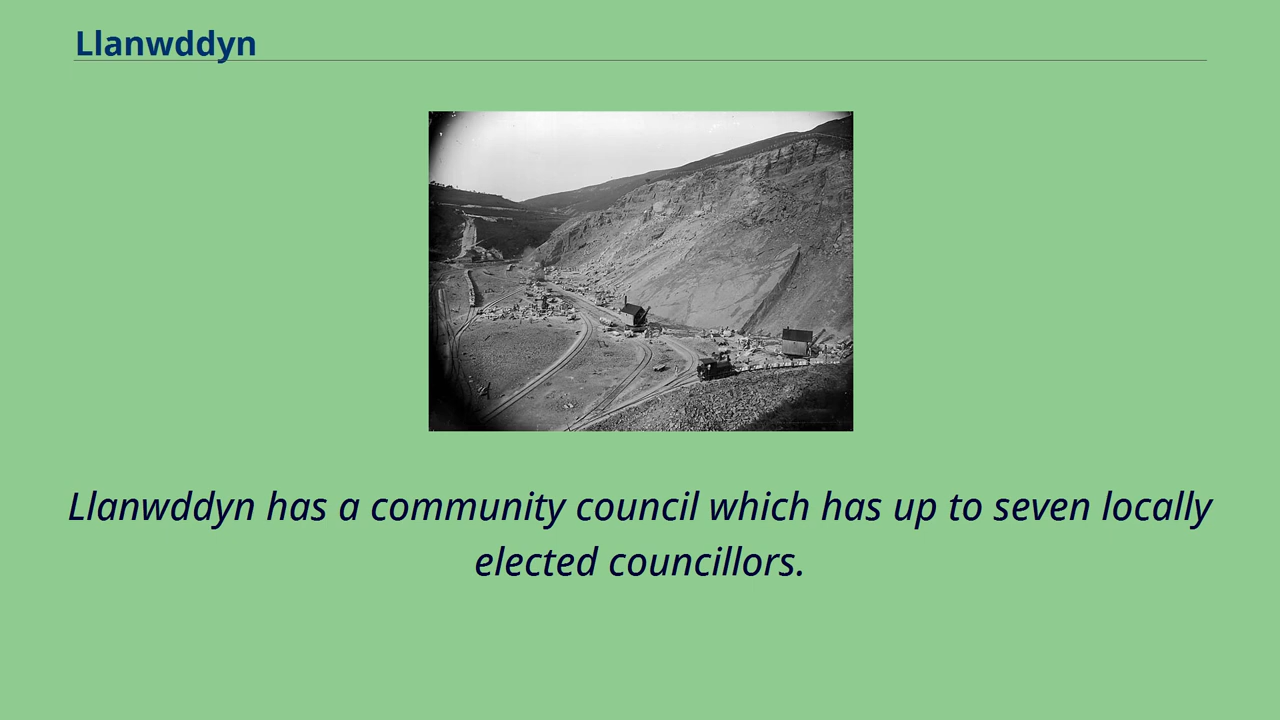 Llanwddyn
Llanwddyn has a community council which has up to seven locally
elected councillors.